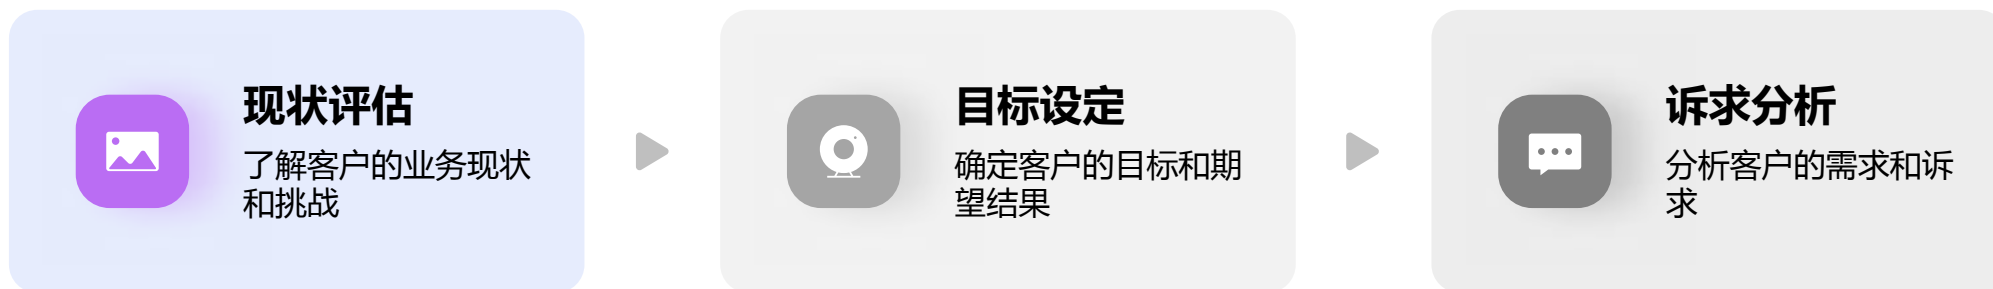 现状评估
了解客户的业务现状
和挑战
目标设定
确定客户的目标和期
望结果
诉求分析
分析客户的需求和诉
求